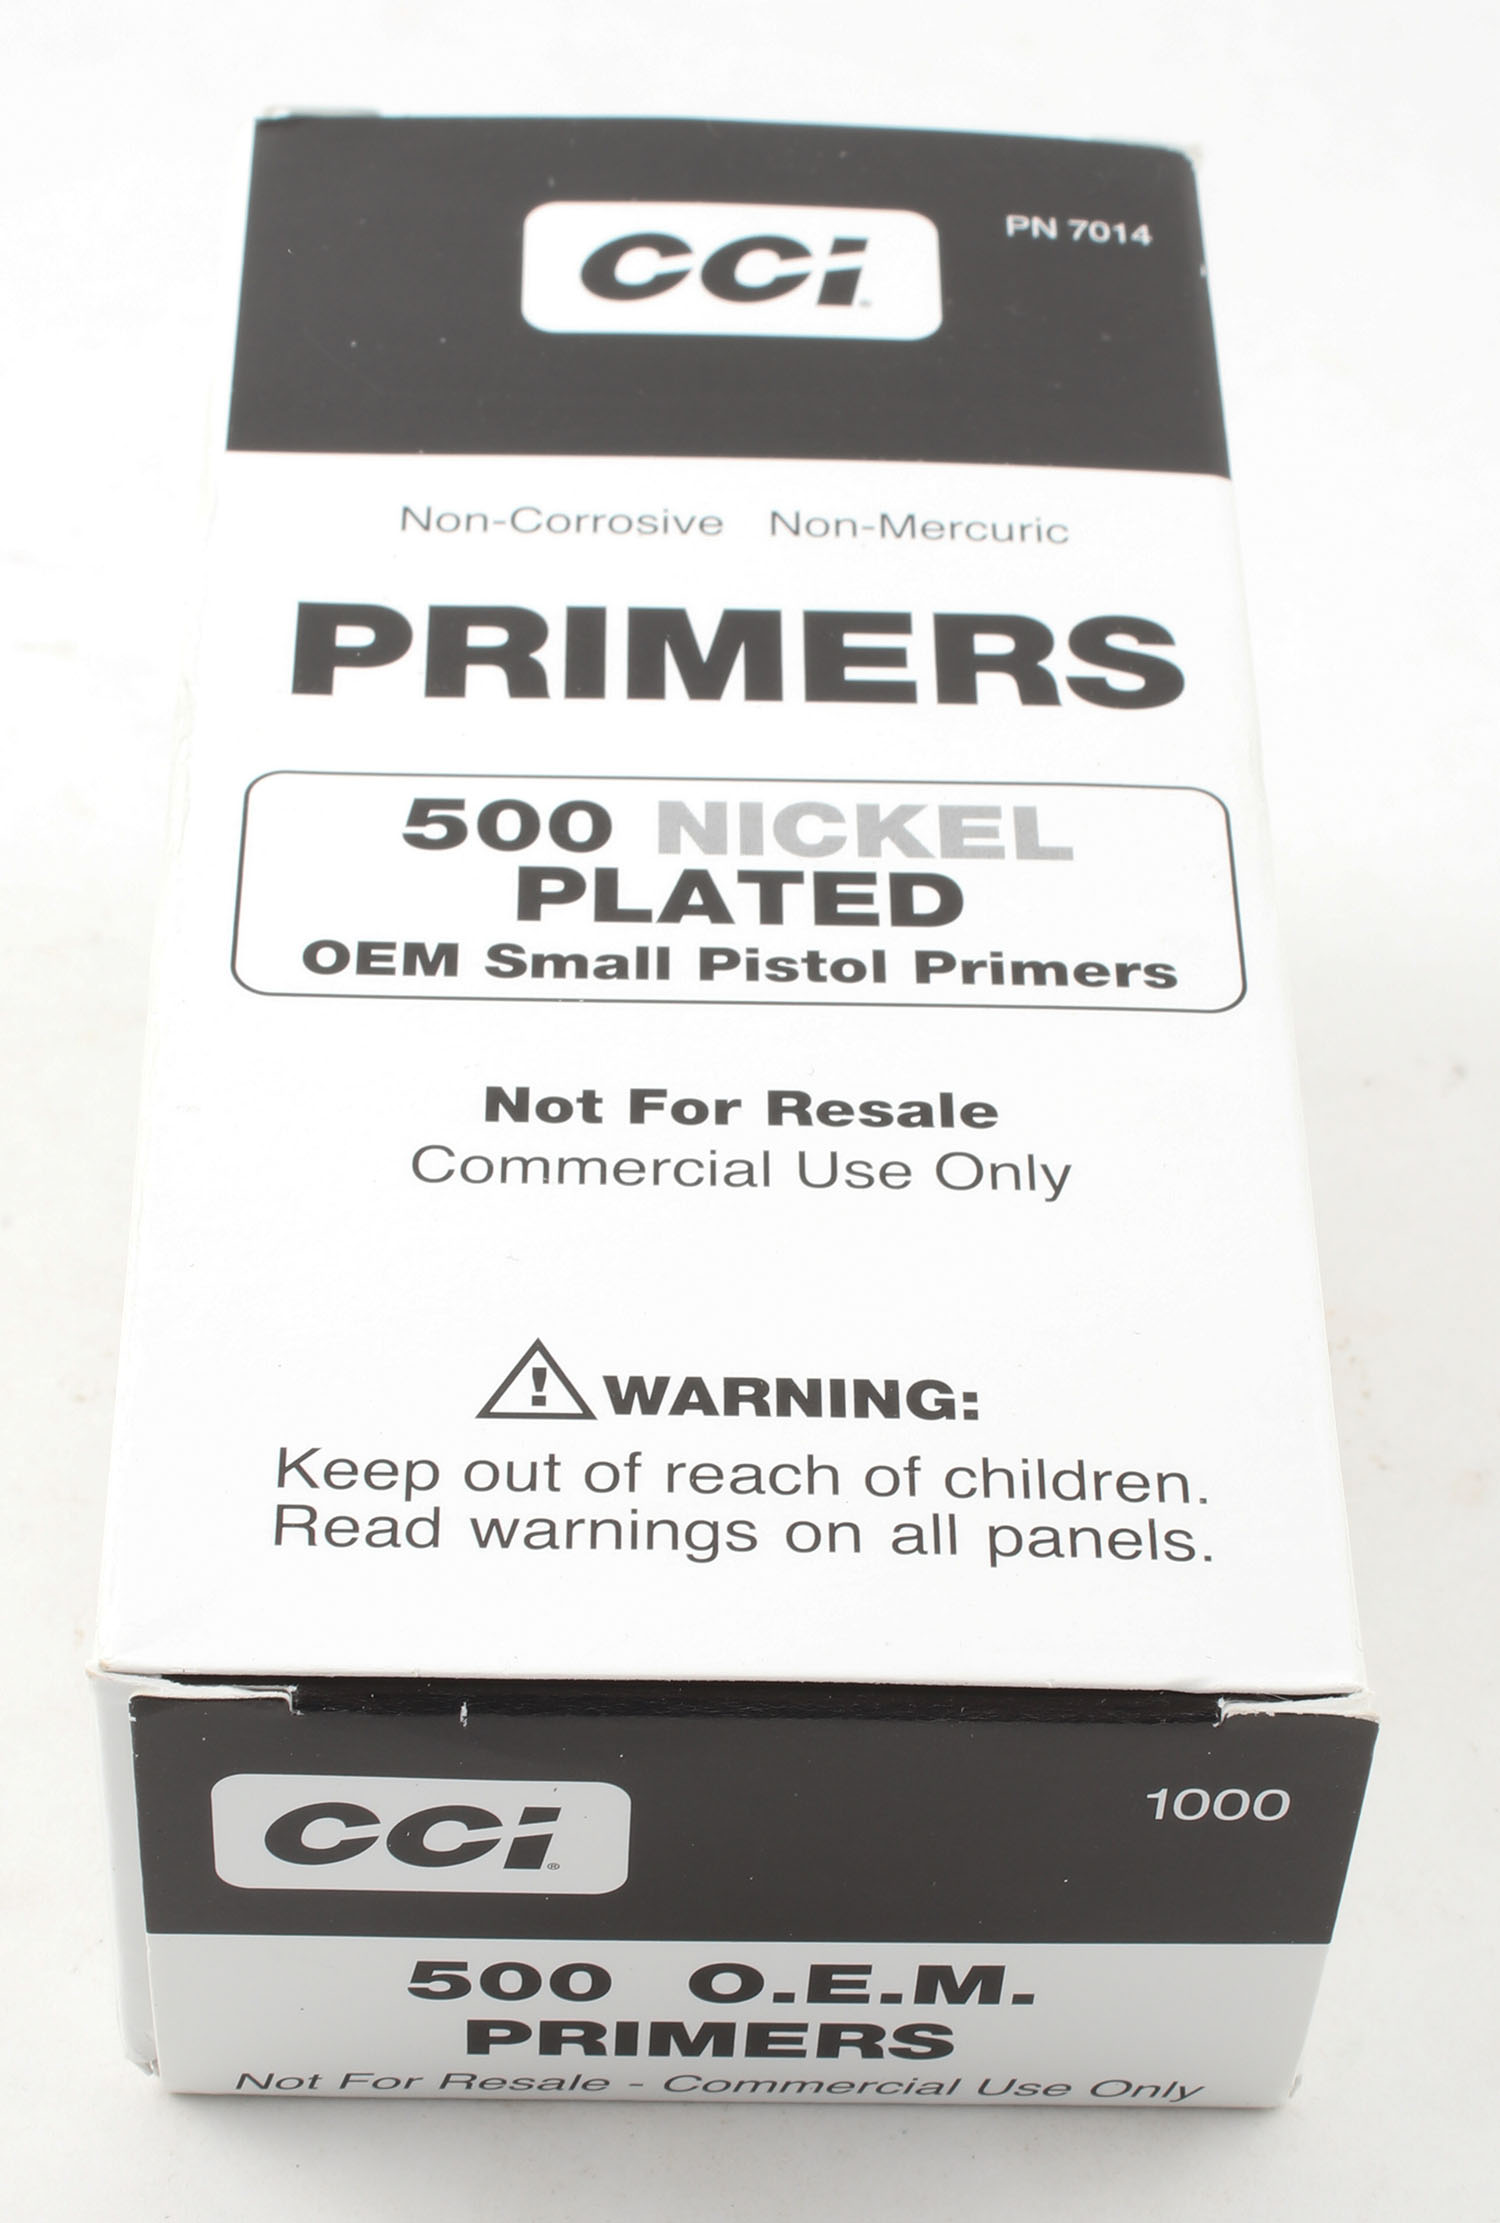 CCi
PN 7014
Non-Corrosive Non-Mercuric
PRIMERS
500 NICKEL
PLATED
OEM Small Pistol Primers
Not For Resale
Commercial Use Only
WARNING:
Keep out of reach of children.
Read warnings on all panels.
CCi®
1000
500 O.E.M.
PRIMERS
Not For Resale - Commercial Use Only